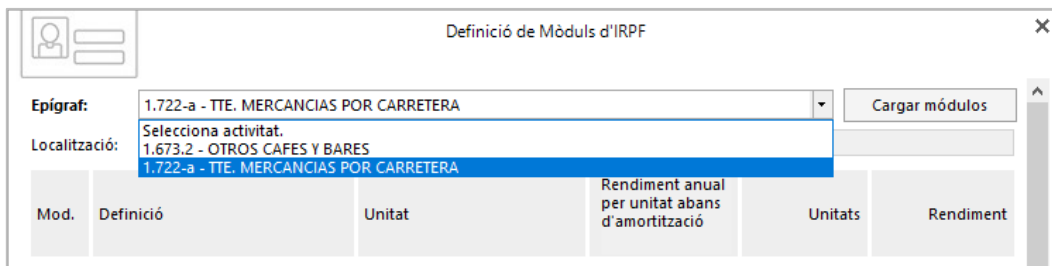 Definició de Mòduls d'IRPF
Epígraf: 1.722-a - TTE. MERCANCIAS POR CARRETERA Cargar módulos
Selecciona activitat.
Localització: 1.673.2 - OTROS CAFES Y BARES
1.722-a - TTE. MERCANCIAS POR CARRETERA
Rendiment anual
per unitat abans
Mod. Definició Unitat d'amortització Unitats Rendiment